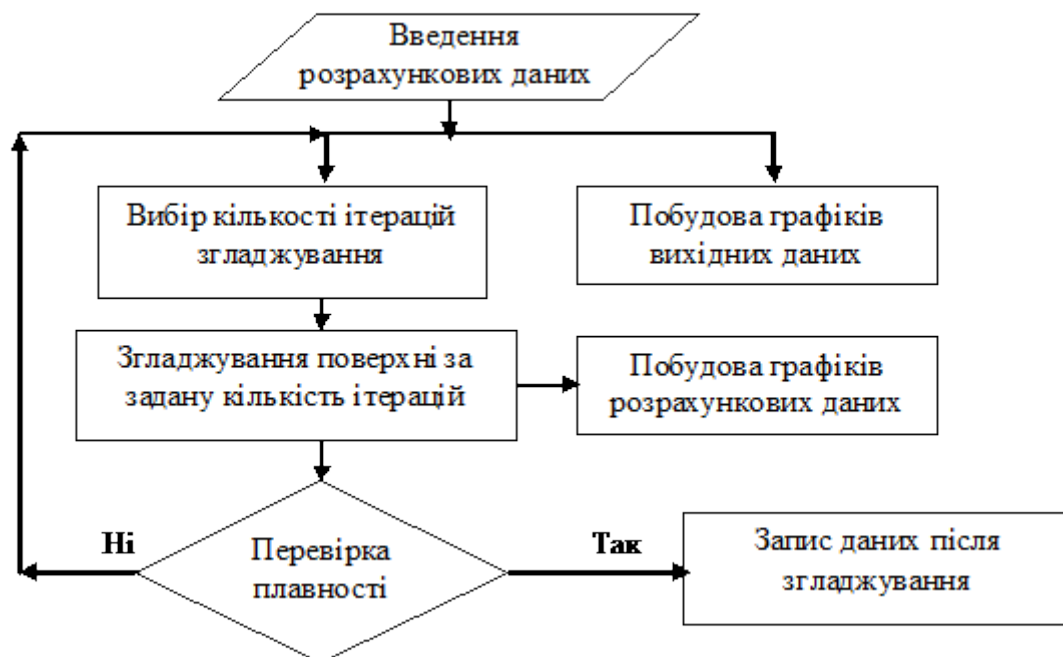 Введення
розрахункових даних
Вибір кількості ітерацій
згладжування
Побудова графіків
вихідних даних
Згладжування поверхні за
задану кількість ітерацій
Побудова графіків
розрахункових даних
Ні
Перевірка
плавності
Так
Запис даних після
згладжування